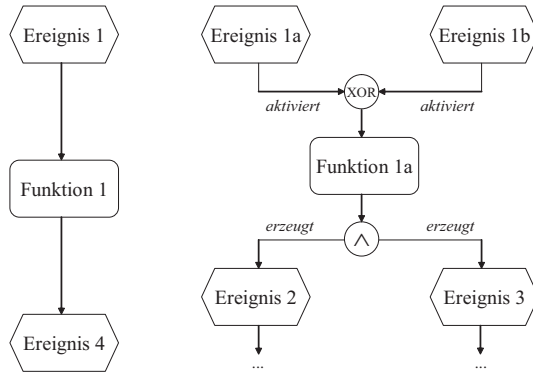 Ereignis 1
Ereignis 1a
Ereignis 1b
XOR
aktiviert
aktiviert
Funktion 1
Funktion 1a
erzeugt
∧
erzeugt
Ereignis 2
Ereignis 3
Ereignis 4
...
...